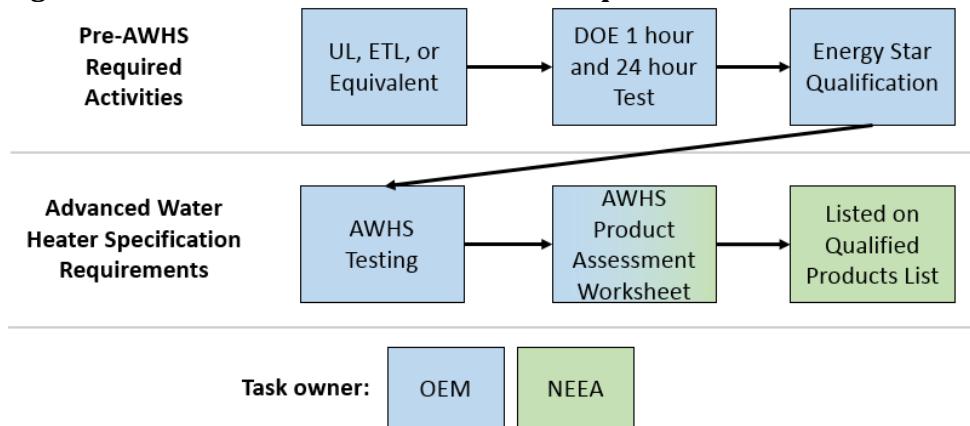 Pre-AWHS
Required
Activities
UL, ETL, or
Equivalent
DOE 1 hour
and 24 hour
Test
Energy Star
Qualification
Advanced Water
Heater Specification
Requirements
AWHS
Testing
AWHS
Product
Assessment
Worksheet
Listed on
Qualified
Products List
Task owner:
OEM
NEEA